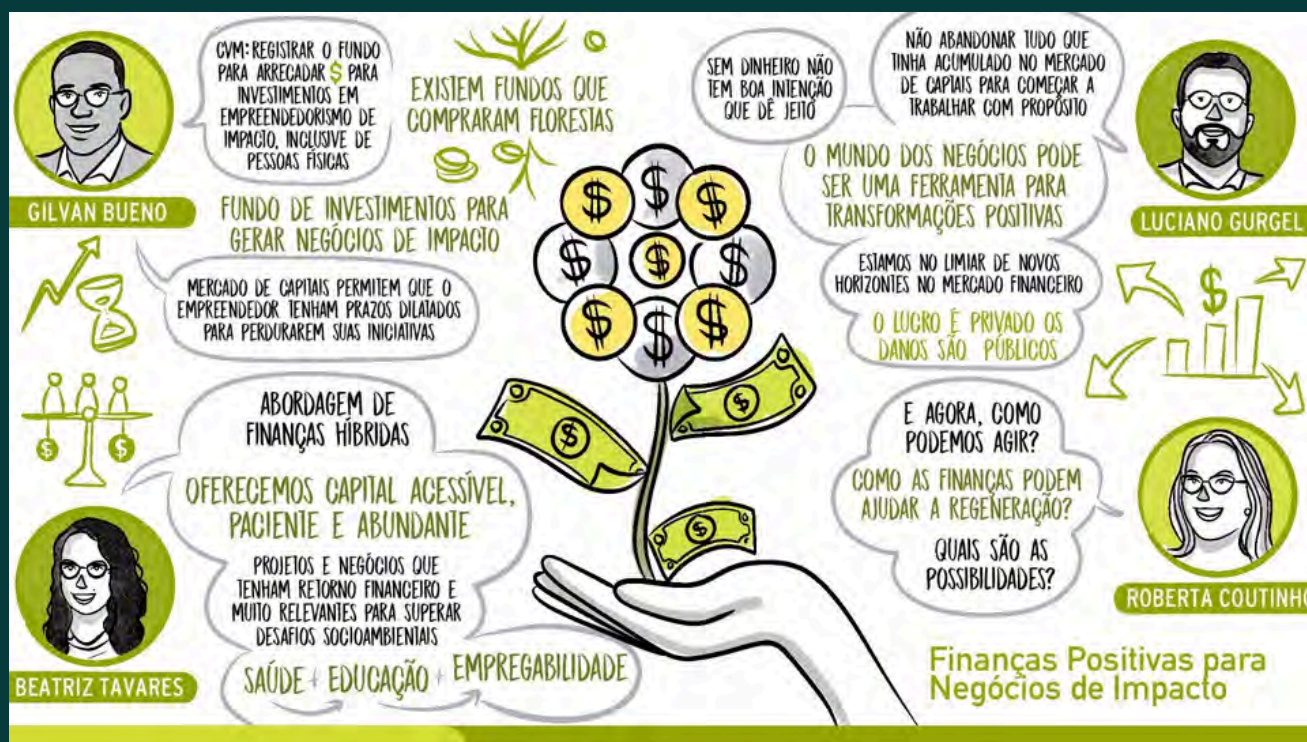 CVM: REGISTRAR O FUNDO
PARA ARRECADAR $ PARA
INVESTIMENTOS EM
EMPREENDEDORISMO DE
IMPACTO, INCLUSIVE DE
PESSOAS FÍSICAS
GILVAN BUENO
EXISTEM FUNDOS QUE
COMPRARAM FLORESTAS
FUNDO DE INVESTIMENTOS PARA
GERAR NEGÓCIOS DE IMPACTO
MERCADO DE CAPITAIS PERMITEM QUE O
EMPREENDEDOR TENHAM PRAZOS DILATADOS
PARA PERDURAREM SUAS INICIATIVAS
ABORDAGEM DE
FINANÇAS HÍBRIDAS
OFERECEMOS CAPITAL ACESSÍVEL,
PACIENTE E ABUNDANTE
PROJETOS E NEGÓCIOS QUE
TENHAM RETORNO FINANCEIRO E
MUITO RELEVANTES PARA SUPERAR
DESAFIOS SOCIOAMBIENTAIS
SAÚDE + EDUCAÇÃO + EMPREGABILIDADE
BEATRIZ TAVARES
SEM DINHEIRO NÃO
TEM BOA INTENÇÃO
QUE DÊ JEITO
NÃO ABANDONAR TUDO QUE
TINHA ACUMULADO NO MERCADO
DE CAPTIAIS PARA COMEÇAR A
TRABALHAR COM PROPÓSITO
O MUNDO DOS NEGÓCIOS PODE
SER UMA FERRAMENTA PARA
TRANSFORMAÇÕES POSITIVAS
LUCIANO GURGEL
ESTAMOS NO LIMIAR DE NOVOS
HORIZONTES NO MERCADO FINANCEIRO
O LUCRO É PRIVADO OS
DANOS SÃO PÚBLICOS
E AGORA, COMO
PODEMOS AGIR?
COMO AS FINANÇAS PODEM
AJUDAR A REGENERAÇÃO?
QUAIS SÃO AS
POSSIBILIDADES?
ROBERTA COUTINHO
Finanças Positivas para
Negócios de Impacto